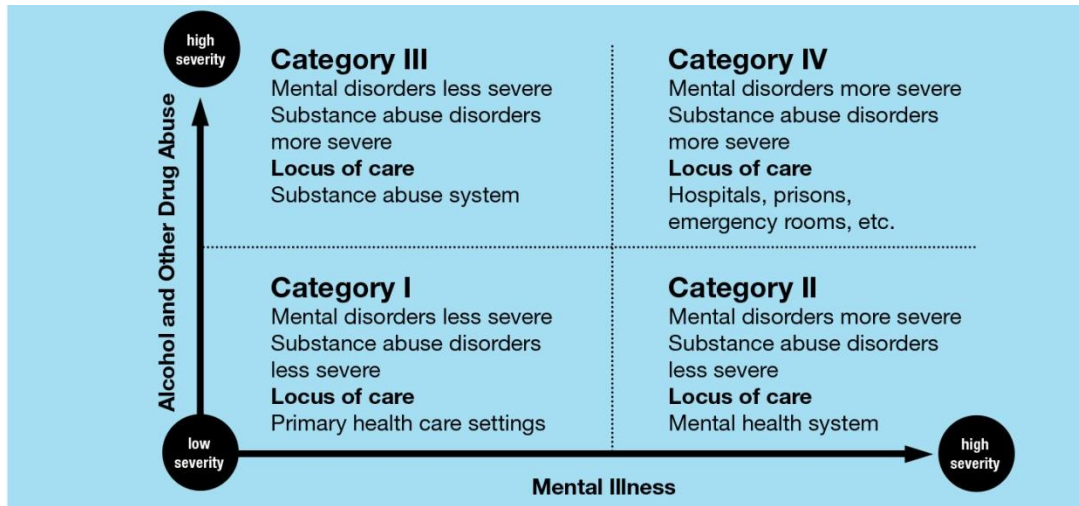 high
severity
Alcohol and Other Drug Abuse
Category III
Mental disorders less severe
Substance abuse disorders
more severe
Locus of care
Substance abuse system
Category IV
Mental disorders more severe
Substance abuse disorders
more severe
Locus of care
Hospitals, prisons,
emergency rooms, etc.
Category I
Mental disorders less severe
Substance abuse disorders
less severe
Locus of care
Primary health care settings
Category II
Mental disorders more severe
Substance abuse disorders
less severe
Locus of care
Mental health system
low
severity
high
severity
Mental Illness